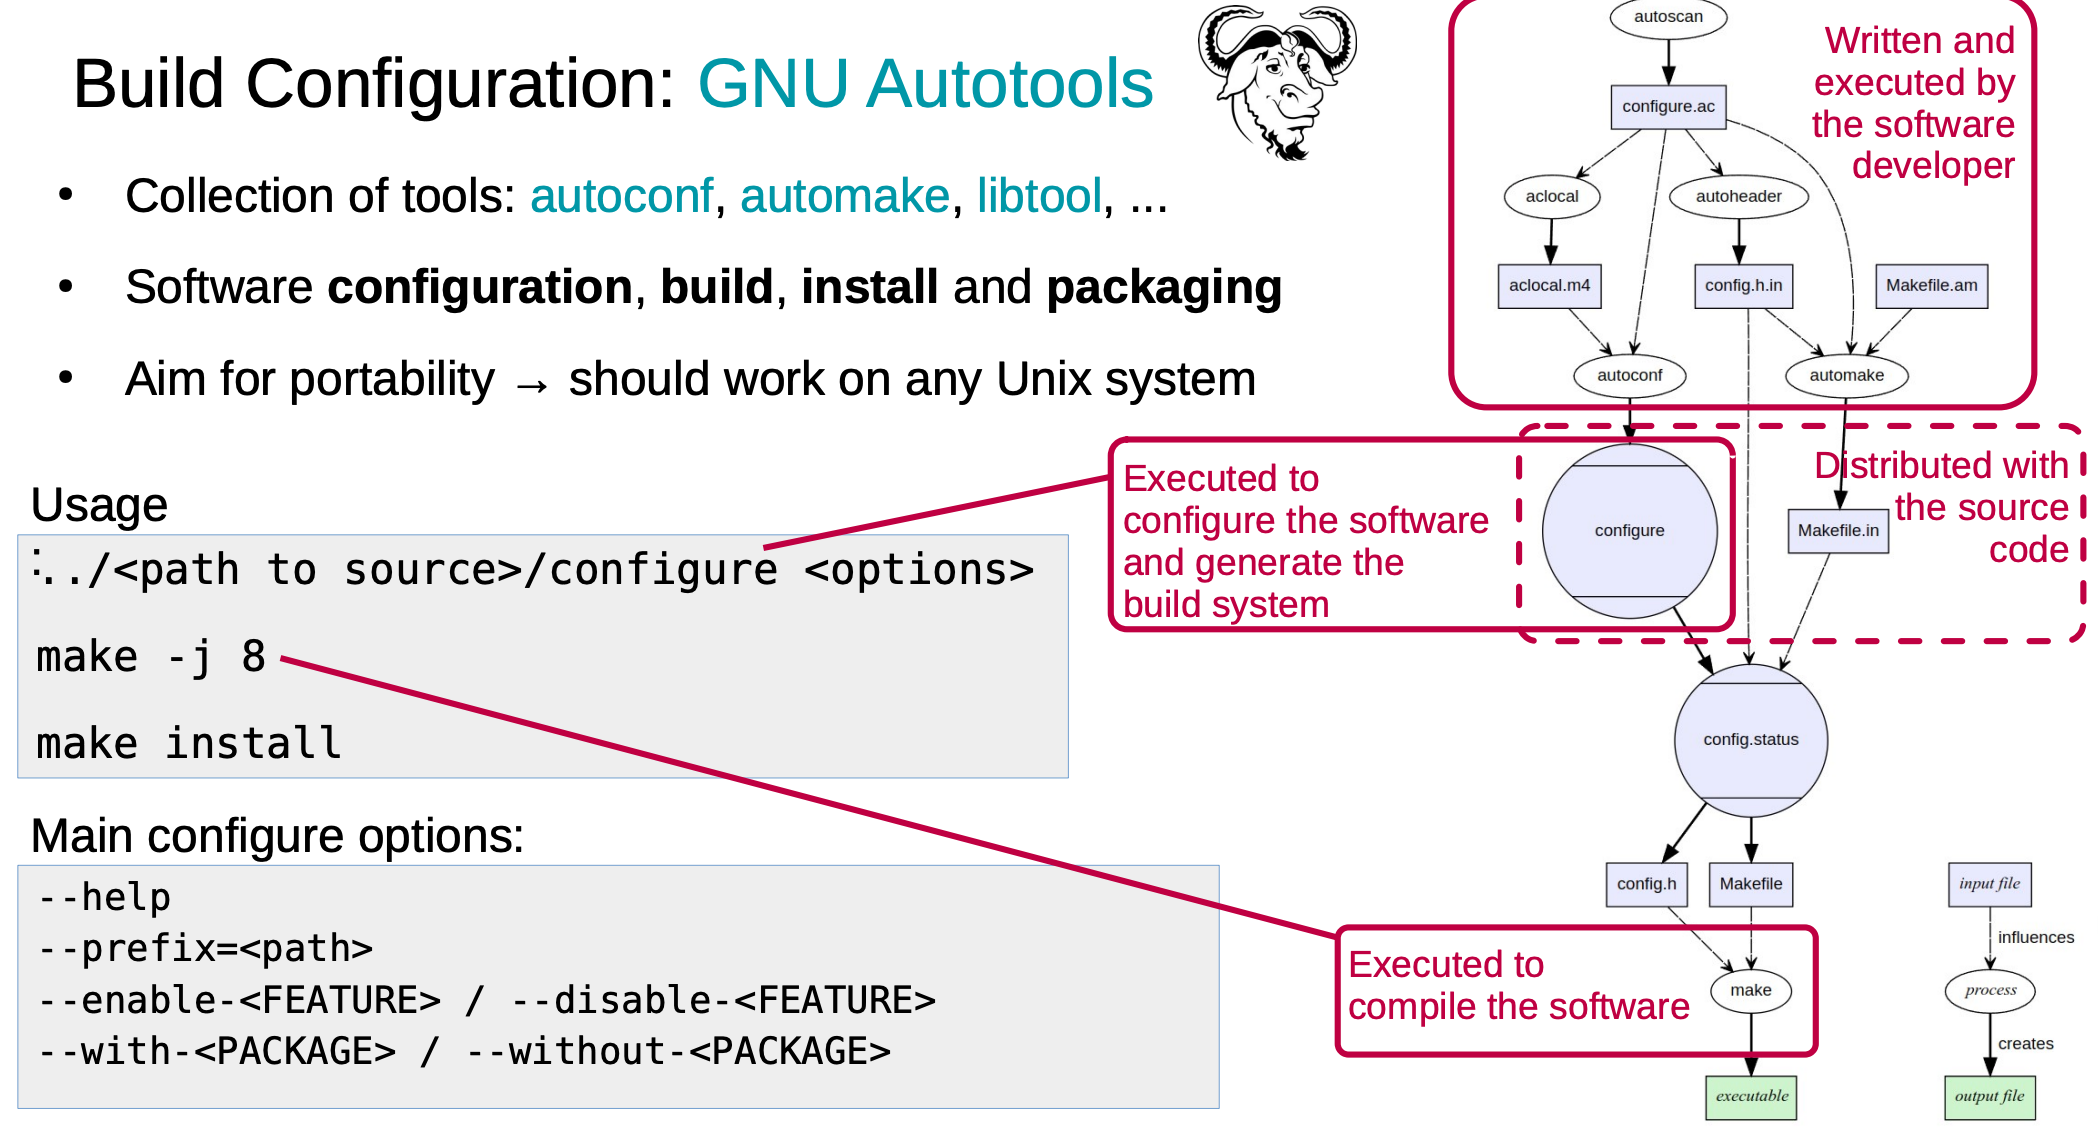 Build Configuration: GNU Autotools
• Collection of tools: autoconf, automake, libtool, ...
• Software configuration, build, install and packaging
• Aim for portability → should work on any Unix system
Usage
:
../<path to source>/configure <options>
make -j 8
make install
Main configure options:
--help
--prefix=<path>
--enable-<FEATURE> / --disable-<FEATURE>
--with-<PACKAGE> / --without-<PACKAGE>
autoscan
Written and
executed by
the software
developer
configure.ac
aclocal
autoheader
aclocal.m4
config.h.in
Makefile.am
autoconf
automake
Executed to
configure the software
and generate the
build system
configure
Distributed with
the source
code
Makefile.in
config.status
config.h
Makefile
Executed to
compile the software
make
executable
input file
influences
process
creates
output file